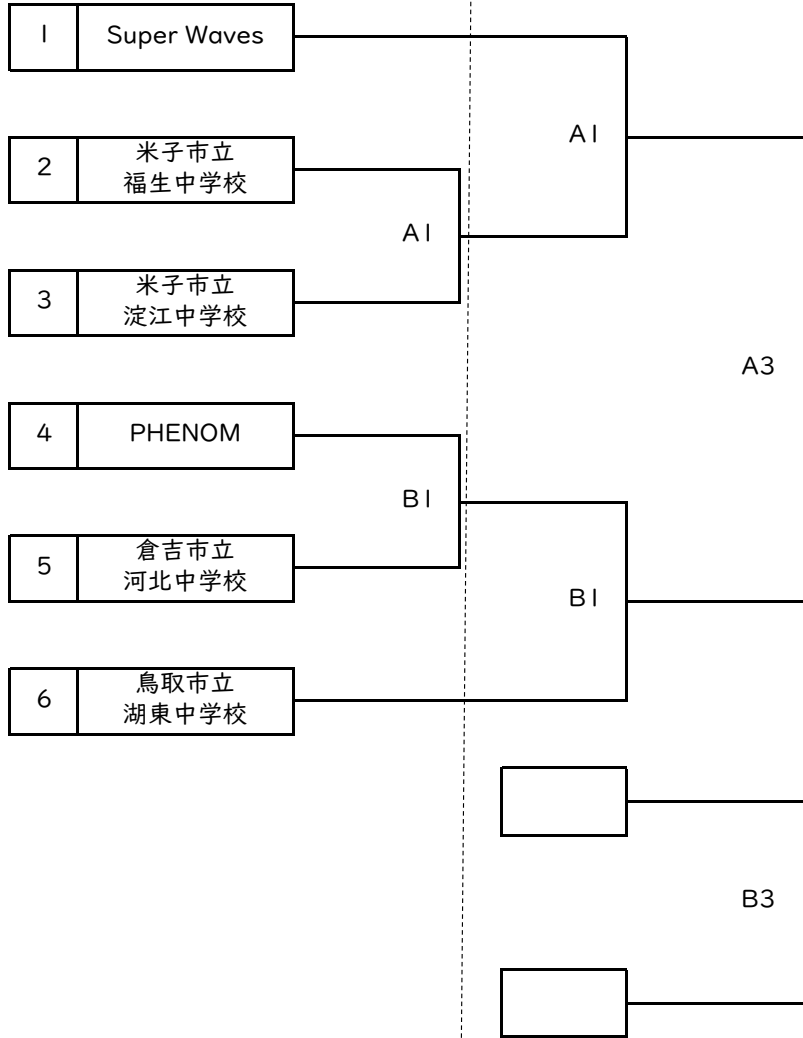 1 Super Waves
A1
2 米子市立
福生中学校
A1
3 米子市立
淀江中学校
A3
4 PHENOM
B1
5 倉吉市立
河北中学校
B1
6 鳥取市立
湖東中学校
B3